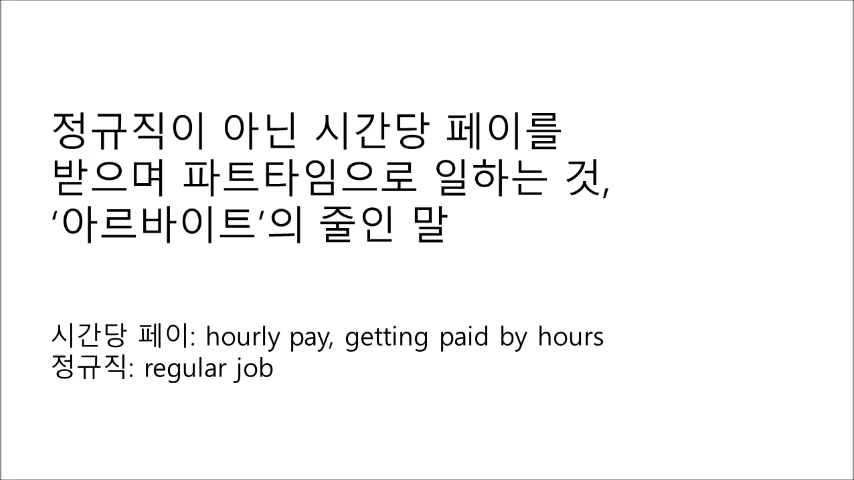 정규직이 아닌 시간당 페이를
받으며 파트타임으로 일하는 것,
‘아르바이트’의 줄인 말
시간당 페이: hourly pay, getting paid by hours
정규직: regular job